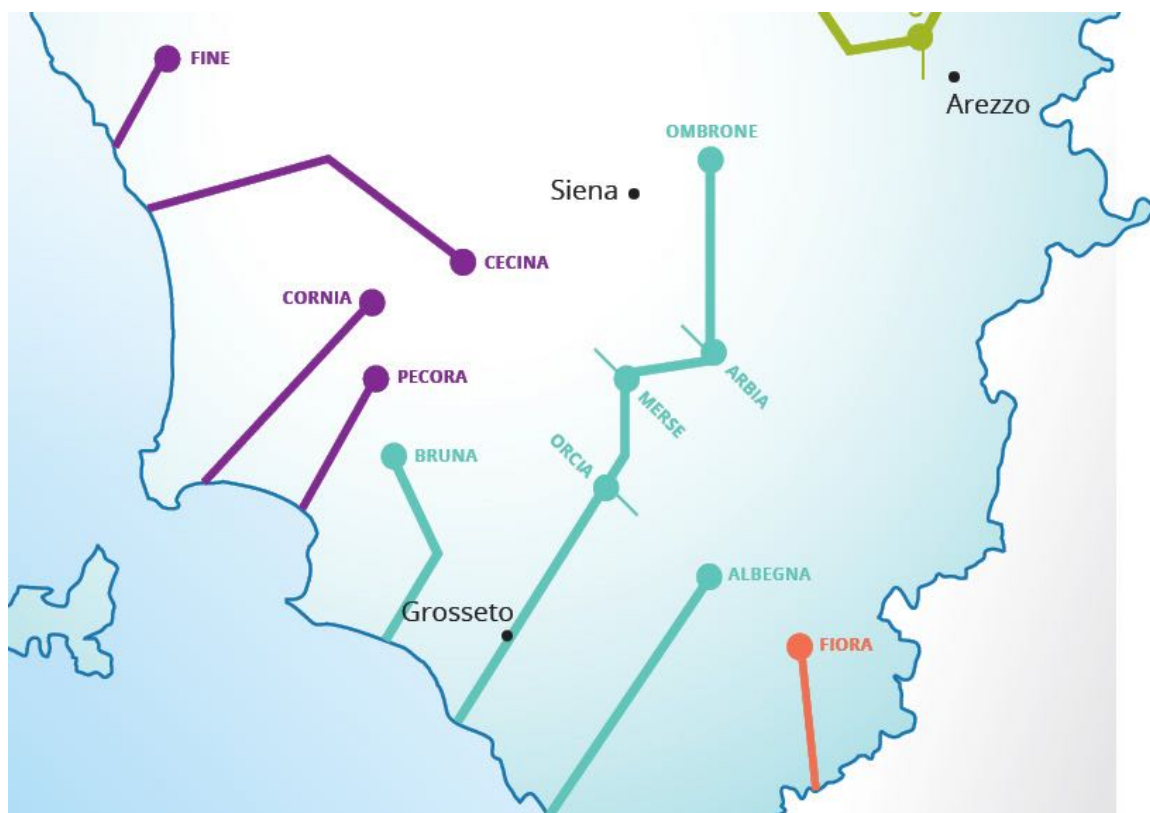 FINE
Arezzo
OMBRONE
Siena
CECINA
CORNIA
PECORA
ARBIA
MERSE
BRUNA
ORCIA
ALBEGNA
Grosseto
FIORA